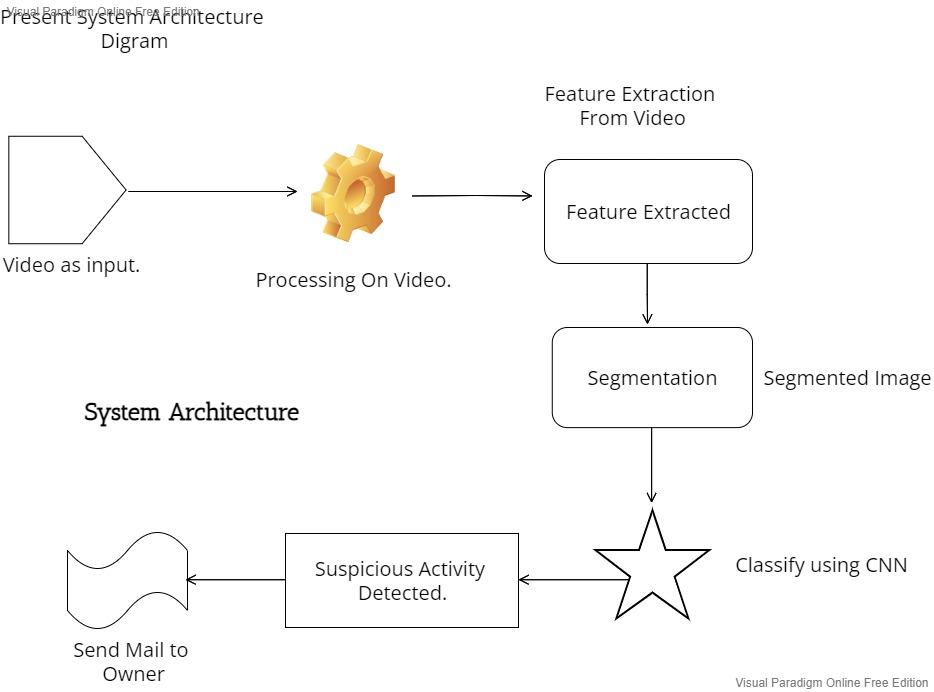 Visual Paradigm Online Free Edition
Present System Architecture
Digram
Feature Extraction
From Video
Feature Extracted
Video as input.
Processing On Video.
Segmentation
Segmented Image
System Architecture
Classify using CNN
Suspicious Activity
Detected.
Send Mail to
Owner
Visual Paradigm Online Free Edition